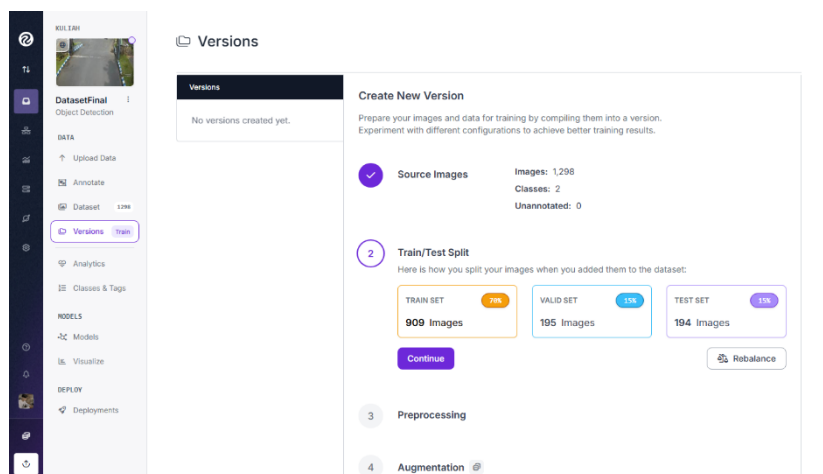 KULIAH
DatasetFinal
Object Detection
DATA
Upload Data
Annotate
Dataset 1298
Versions Train
Analytics
Classes & Tags
MODELS
Models
Visualize
DEPLOY
Deployments
Versions
Versions
No versions created yet.
Create New Version
Prepare your images and data for training by compiling them into a version.
Experiment with different configurations to achieve better training results.
Source Images
Images: 1,298
Classes: 2
Unannotated: 0
2 Train/Test Split
Here is how you split your images when you added them to the dataset:
TRAIN SET 70%
909 Images
VALID SET 15%
195 Images
TEST SET 15%
194 Images
Continue
Rebalance
3 Preprocessing
4 Augmentation